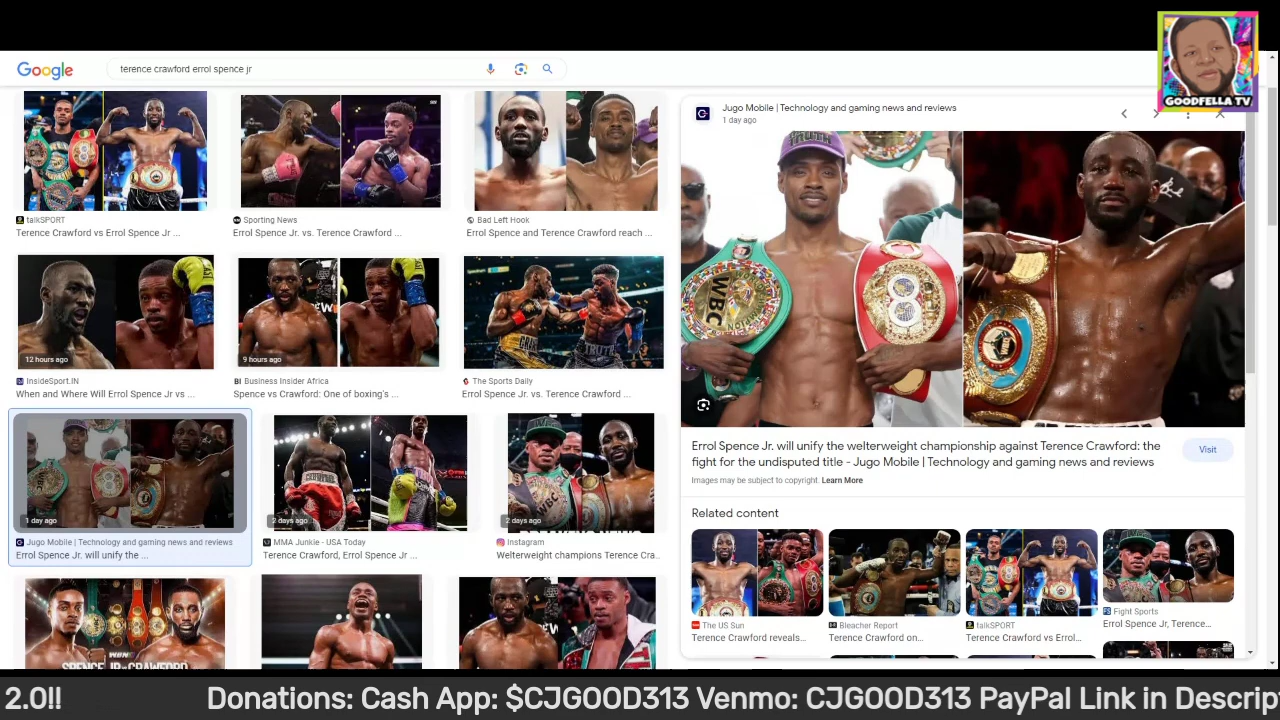 GOODFELLA TV
Google
terence crawford errol spence jr
talkSPORT
Terence Crawford vs Errol Spence Jr ...
Sporting News
Errol Spence Jr. vs. Terence Crawford ...
Bad Left Hook
Errol Spence and Terence Crawford reach ...
12 hours ago
InsideSport.IN
When and Where Will Errol Spence Jr vs ...
9 hours ago
Business Insider Africa
Spence vs Crawford: One of boxing's ...
TRUTH
The Sports Daily
Errol Spence Jr. vs. Terence Crawford ...
1 day ago
Jugo Mobile | Technology and gaming news and reviews
Errol Spence Jr. will unify the ...
2 days ago
MMA Junkie - USA Today
Terence Crawford, Errol Spence Jr ...
2 days ago
Instagram
Welterweight champions Terence Cra...
SPENCE JR CRAWFORD
Jugo Mobile | Technology and gaming news and reviews
1 day ago
TRUTH
WBC
Errol Spence Jr. will unify the welterweight championship against Terence Crawford: the
fight for the undisputed title - Jugo Mobile | Technology and gaming news and reviews
Visit
Images may be subject to copyright. Learn More
Related content
The US Sun
Terence Crawford reveals...
Bleacher Report
Terence Crawford on...
talkSPORT
Terence Crawford vs Errol...
Fight Sports
Errol Spence Jr, Terence...
2.0!! Donations: Cash App: $CJGOOD313 Venmo: CJGOOD313 PayPal Link in Descrip